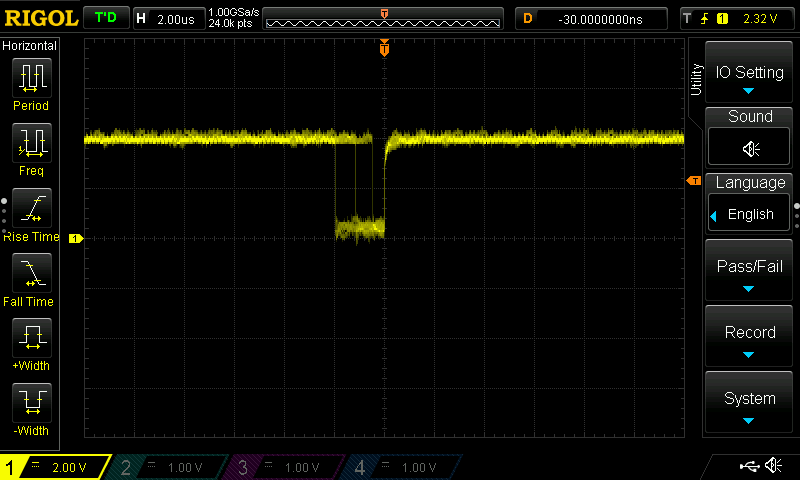 RIGOL T'D H 2.00us 1.00GSa/s 24.0k pts T D -30.0000000ns T 1 2.32 V
Horizontal
Period
Freq
Rise Time
Fall Time
+Width
-Width
T
T
1
Utility
IO Setting
Sound
Language
English
Pass/Fail
Record
System
1 2.00 V 2 1.00 V 3 1.00 V 4 1.00 V